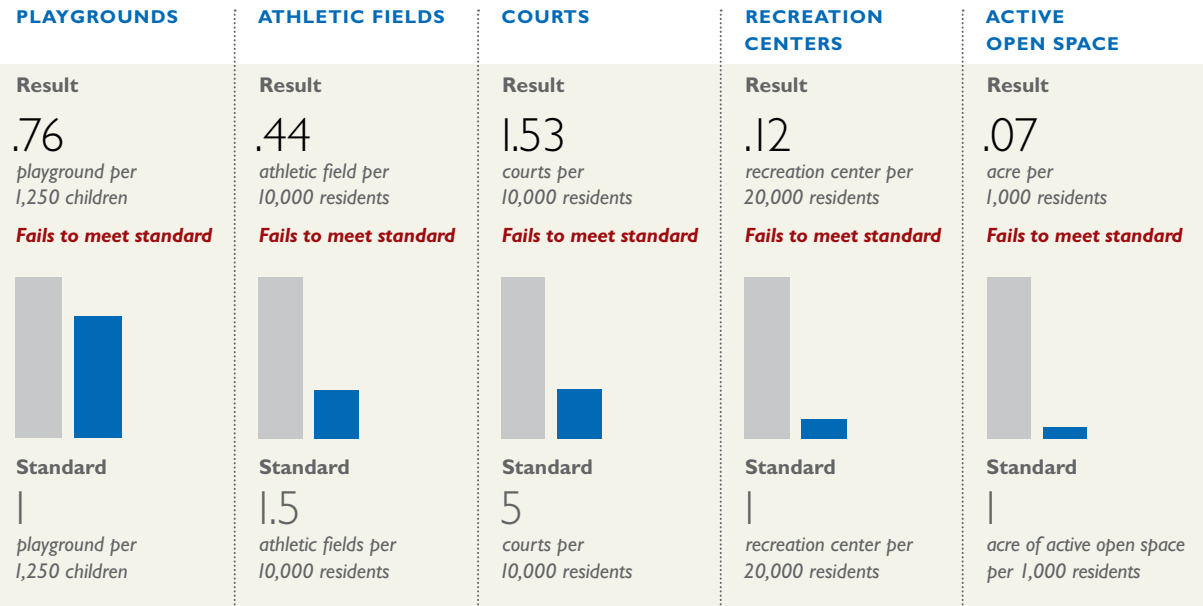 PLAYGROUNDS
Result
.76
playground per
1,250 children
Fails to meet standard
Standard
1
playground per
1,250 children
ATHLETIC FIELDS
Result
.44
athletic field per
10,000 residents
Fails to meet standard
Standard
1.5
athletic fields per
10,000 residents
COURTS
Result
1.53
courts per
10,000 residents
Fails to meet standard
Standard
5
courts per
10,000 residents
RECREATION
CENTERS
Result
.12
recreation center per
20,000 residents
Fails to meet standard
Standard
1
recreation center per
20,000 residents
ACTIVE
OPEN SPACE
Result
.07
acre per
1,000 residents
Fails to meet standard
Standard
1
acre of active open space
per 1,000 residents